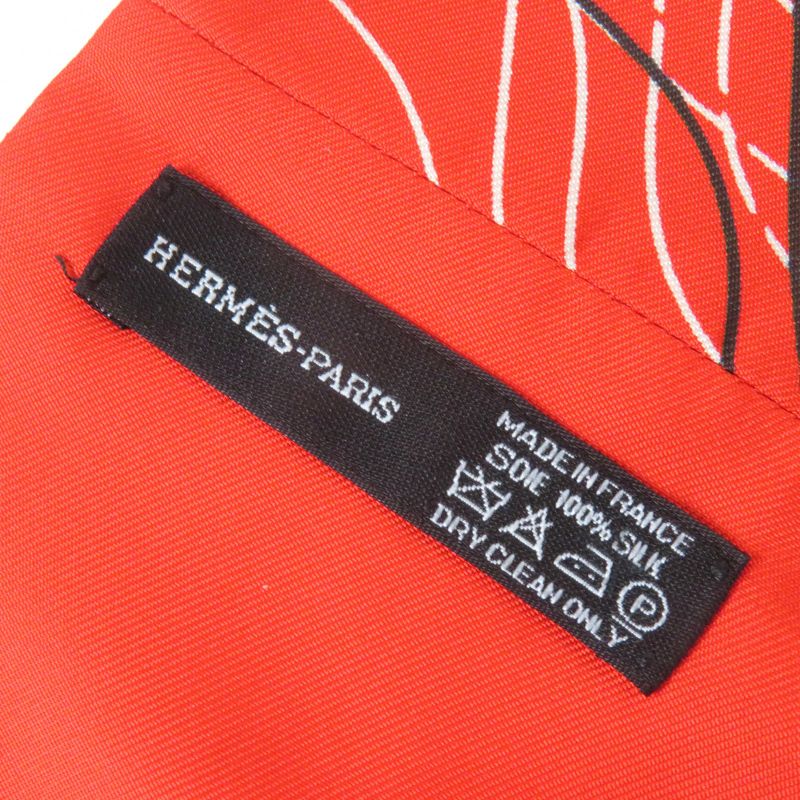 HERMÈS-PARIS
MADE IN FRANCE
SOIE 100% SILK
P
DRY CLEAN ONLY